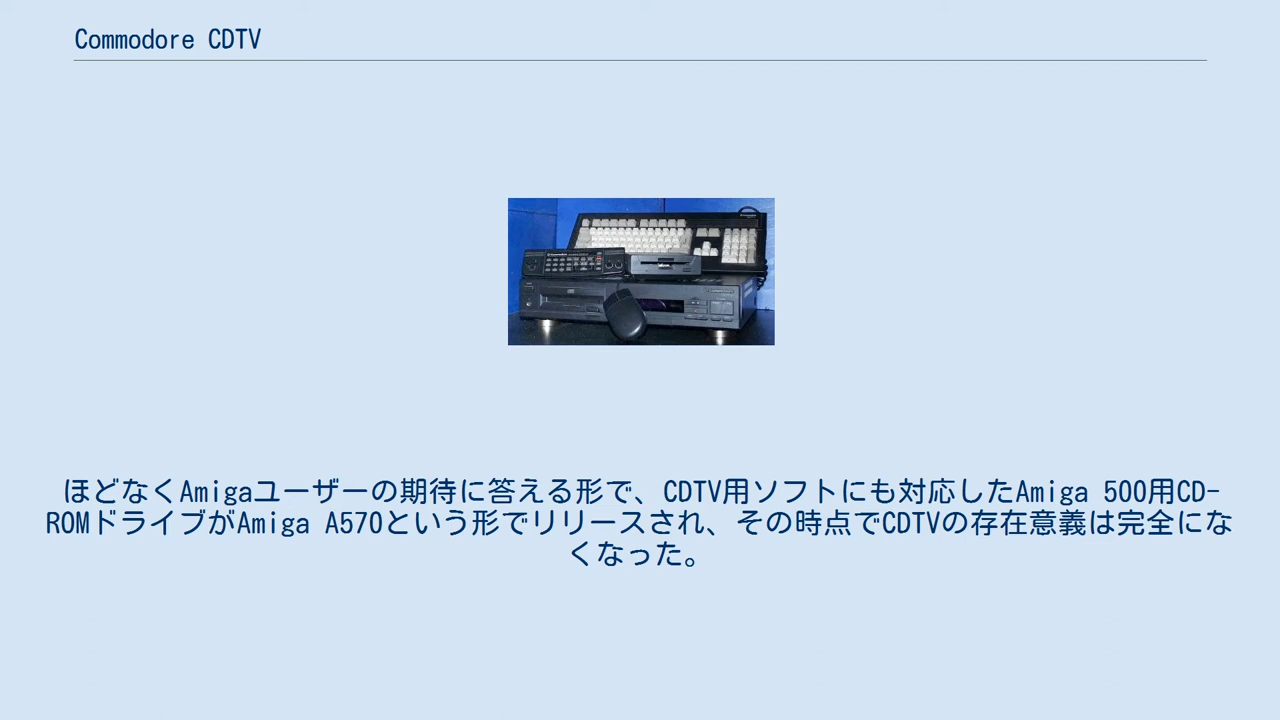 Commodore CDTV
ほどなくAmigaユーザーの期待に答える形で、CDTV用ソフトにも対応したAmiga 500用CD-
ROMドライブがAmiga A570という形でリリースされ、その時点でCDTVの存在意義は完全にな
くなった。